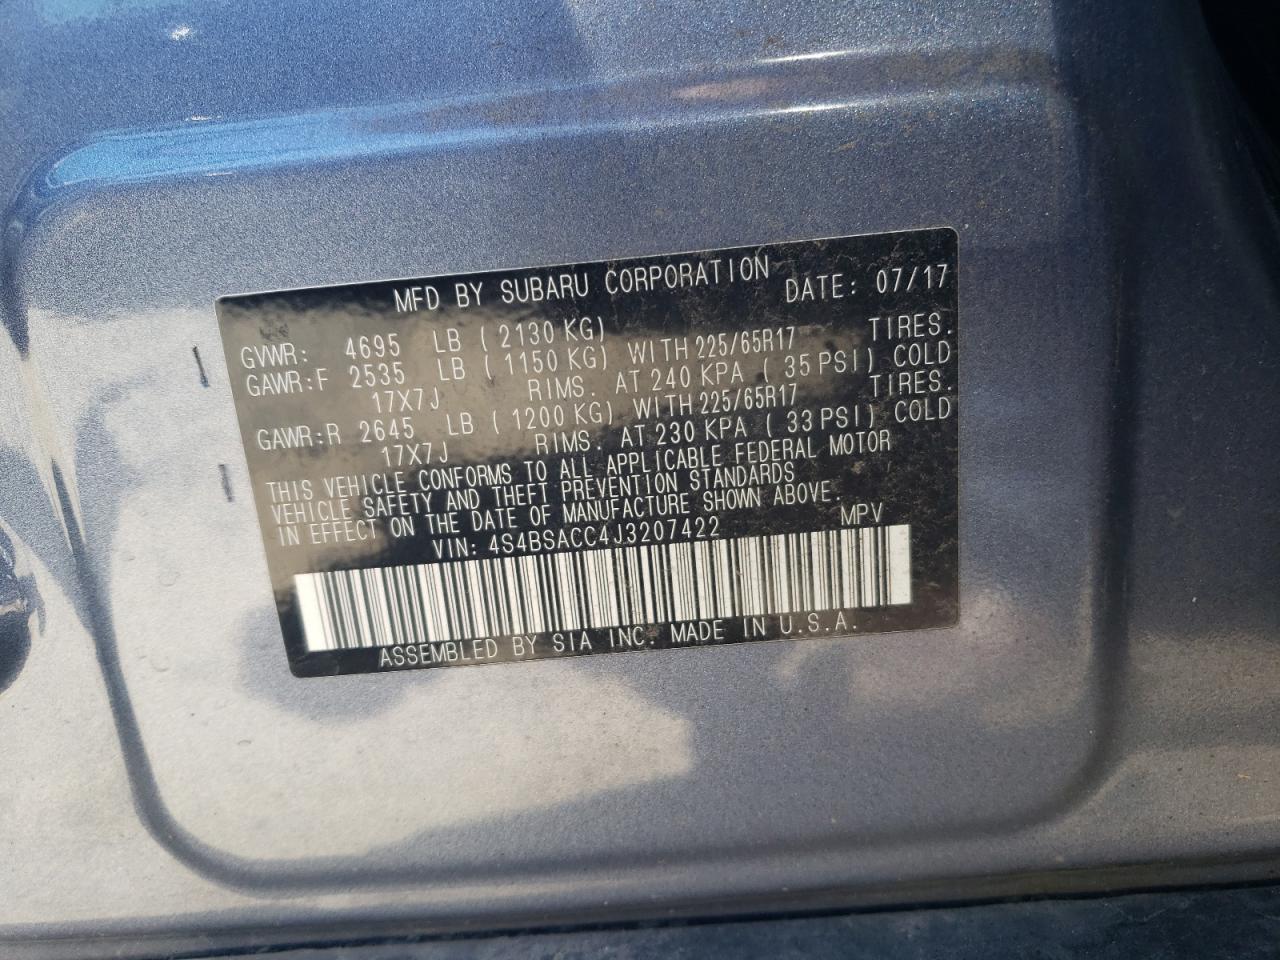 MFD BY SUBARU CORPORATION DATE: 07/17
GVWR: 4695 LB ( 2130 KG)
GAWR:F 2535 LB ( 1150 KG) WITH 225/65R17 TIRES.
17X7J RIMS. AT 240 KPA ( 35 PSI) COLD
GAWR:R 2645 LB ( 1200 KG) WITH 225/65R17 TIRES.
17X7J RIMS. AT 230 KPA ( 33 PSI) COLD
THIS VEHICLE CONFORMS TO ALL APPLICABLE FEDERAL MOTOR
VEHICLE SAFETY AND THEFT PREVENTION STANDARDS
IN EFFECT ON THE DATE OF MANUFACTURE SHOWN ABOVE.
VIN: 4S4BSACC4J3207422 MPV
ASSEMBLED BY SIA INC. MADE IN U.S.A.